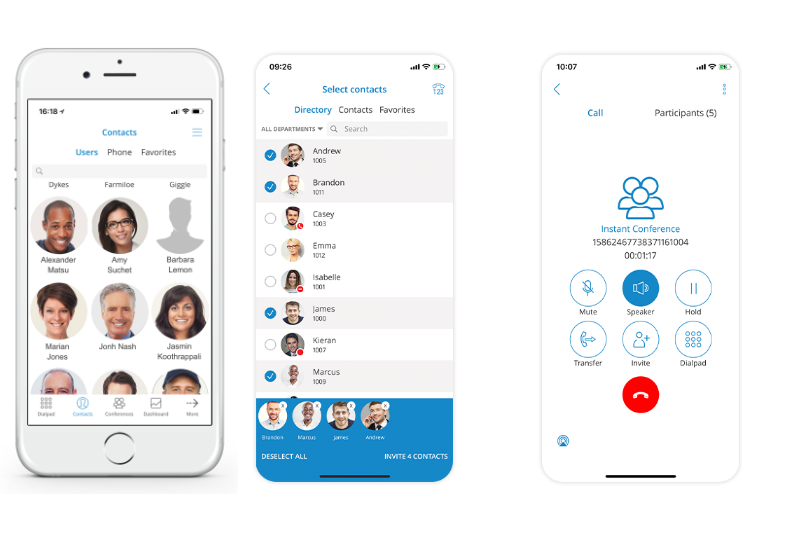 16:18
Contacts
Users Phone Favorites
Dykes Farmiloe Giggle
Alexander Matsu
Amy Suchet
Barbara Lemon
Marian Jones
Jonh Nash
Jasmin Koothrappali
Dialpad Contacts Conferences Dashboard More
09:26
Select contacts
123
Directory Contacts Favorites
ALL DEPARTMENTS Search
Andrew
1005
Brandon
1011
Casey
1003
Emma
1012
Isabelle
1001
James
1000
Kieran
1007
Marcus
1009
Brandon Marcus James Andrew
DESELECT ALL INVITE 4 CONTACTS
10:07
Call Participants (5)
Instant Conference
15862467738371161004
00:01:17
Mute Speaker Hold
Transfer Invite Dialpad